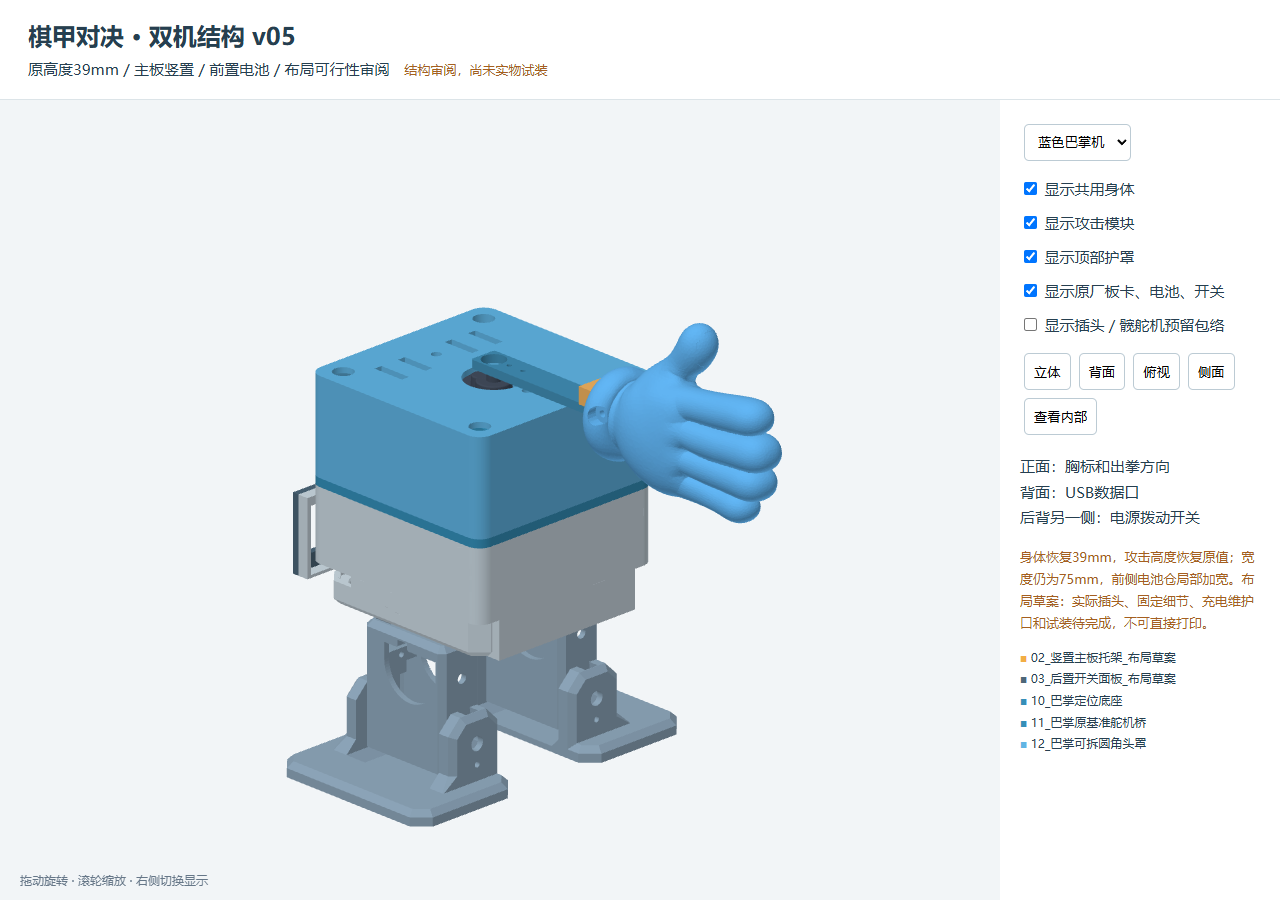 棋甲对决 · 双机结构 v05
原高度39mm / 主板竖置 / 前置电池 / 布局可行性审阅 结构审阅，尚未实物试装
蓝色巴掌机
显示共用身体
显示攻击模块
显示顶部护罩
显示原厂板卡、电池、开关
显示插头 / 髋舵机预留包络
立体 背面 俯视 侧面
查看内部
正面：胸标和出拳方向
背面：USB数据口
后背另一侧：电源拨动开关
身体恢复39mm，攻击高度恢复原值；宽
度仍为75mm，前侧电池仓局部加宽。布
局草案：实际插头、固定细节、充电维护
口和试装待完成，不可直接打印。
02_竖置主板托架_布局草案
03_后置开关面板_布局草案
10_巴掌定位底座
11_巴掌原基准舵机桥
12_巴掌可拆圆角头罩
拖动旋转 · 滚轮缩放 · 右侧切换显示